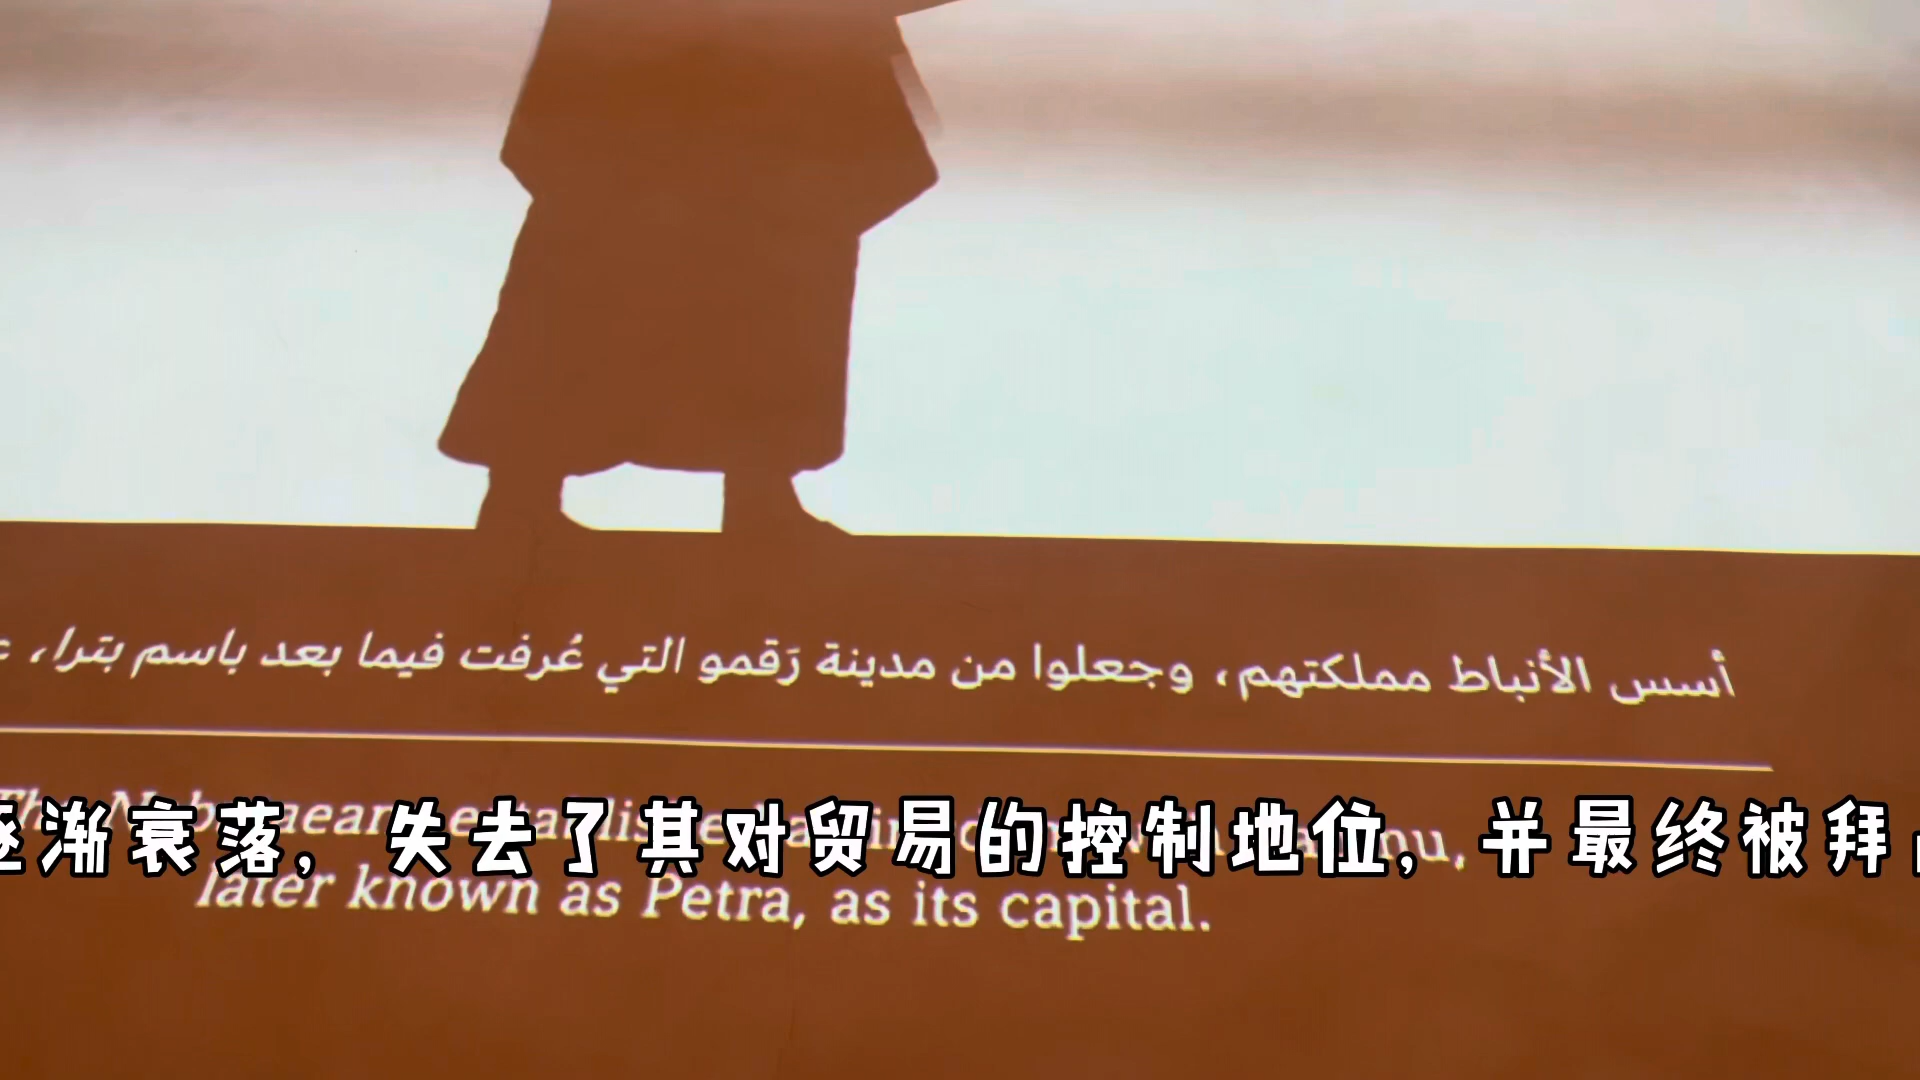 أسس الأنباط مملكتهم، وجعلوا من مدينة رَقمو التي عُرفت فيما بعد باسم بترا،
逐渐衰落，失去了其对贸易的控制地位，并最终被拜
later known as Petra, as its capital.